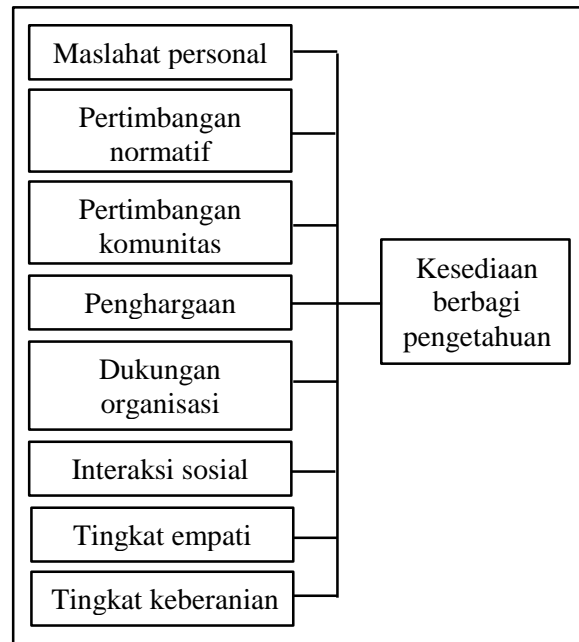 Maslahat personal
Pertimbangan
normatif
Pertimbangan
komunitas
Penghargaan
Dukungan
organisasi
Interaksi sosial
Tingkat empati
Tingkat keberanian
Kesediaan
berbagi
pengetahuan